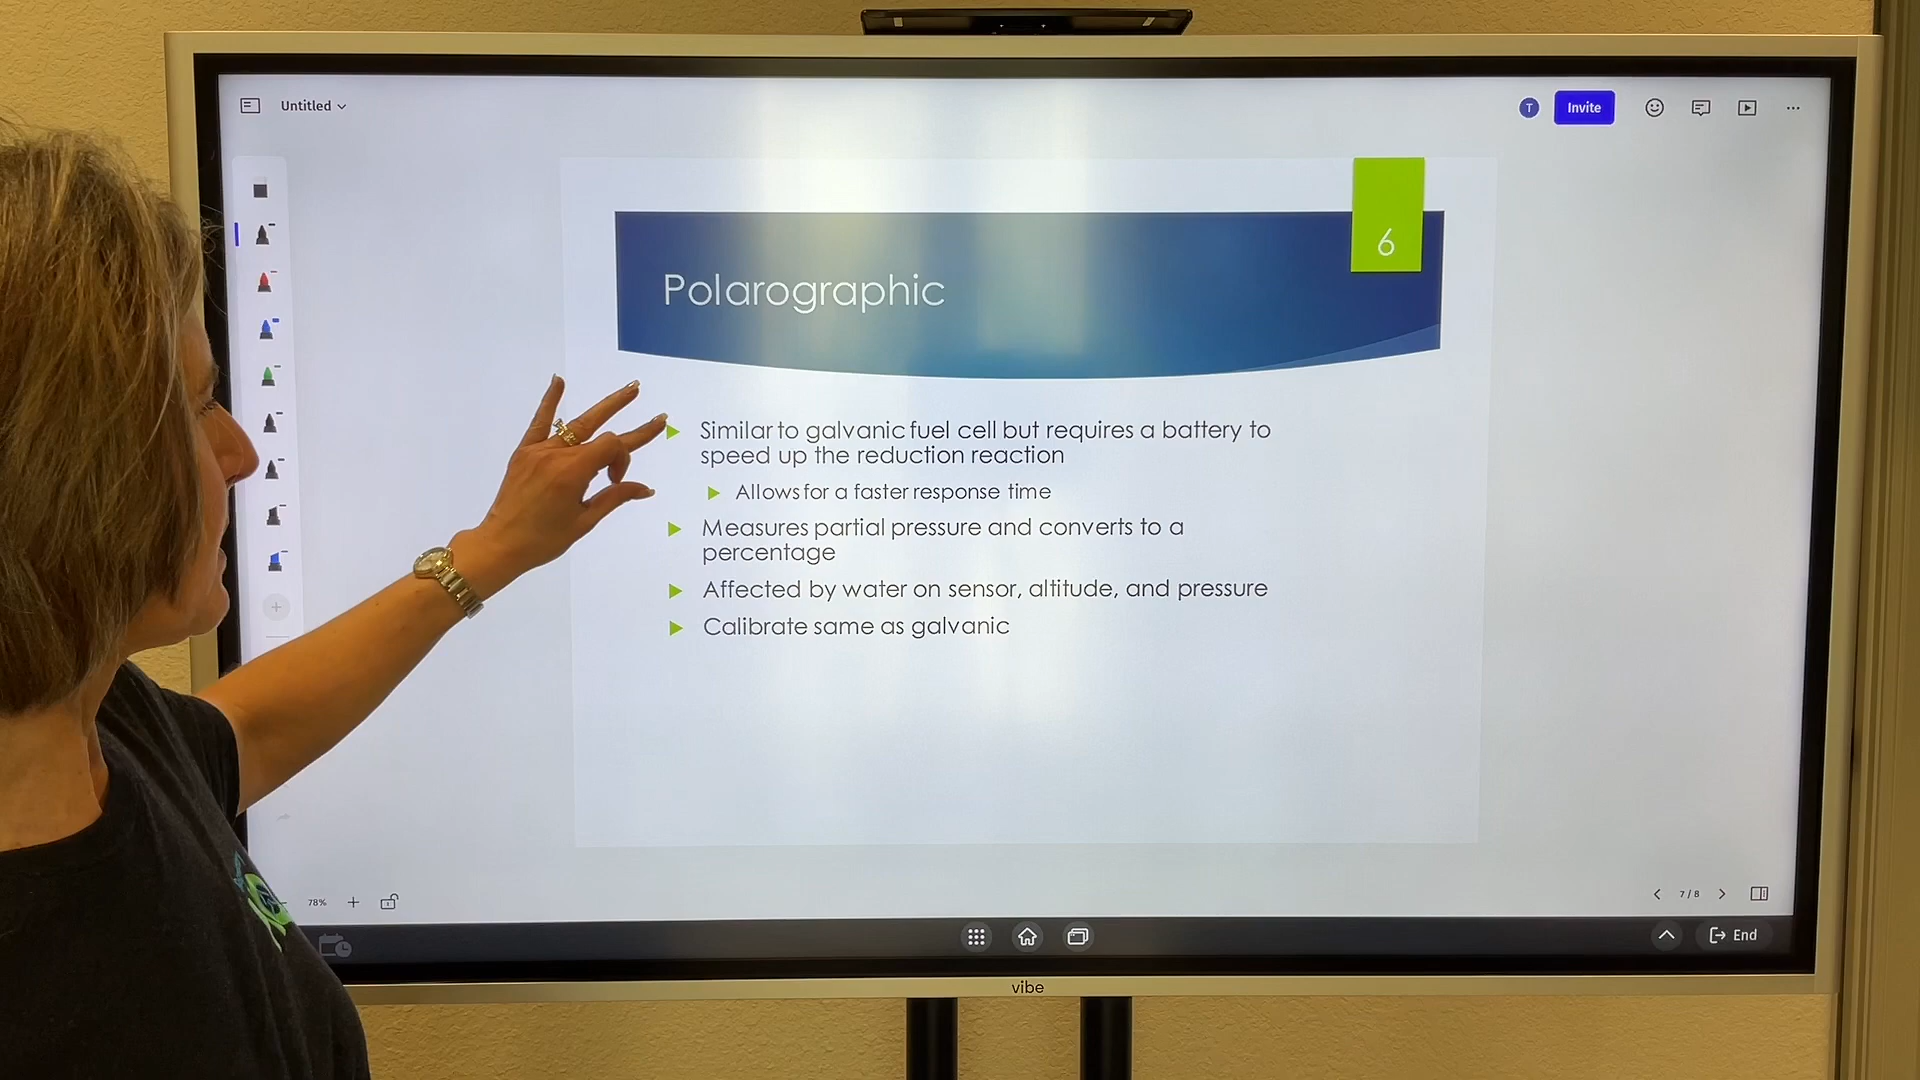 Untitled
T
Invite
6
Polarographic
Similar to galvanic fuel cell but requires a battery to
speed up the reduction reaction
Allows for a faster response time
Measures partial pressure and converts to a
percentage
Affected by water on sensor, altitude, and pressure
Calibrate same as galvanic
78%
7/8
End
vibe